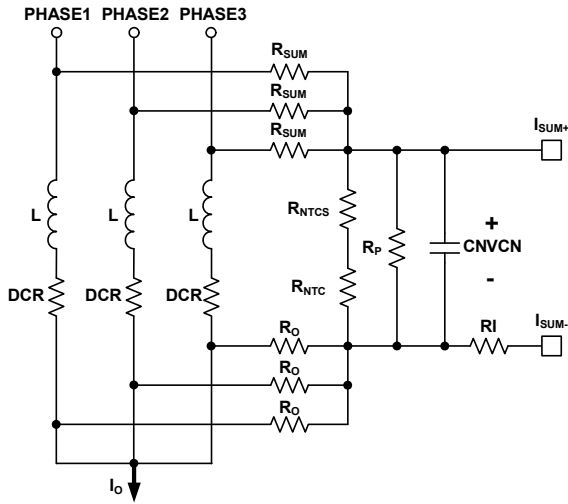 PHASE1 PHASE2 PHASE3
RSUM
RSUM
RSUM
ISUM+
L L L
RNTCS
RP
CNVCN
+
-
RNTC
DCR DCR DCR
RO
RI
ISUM-
RO
RO
IO